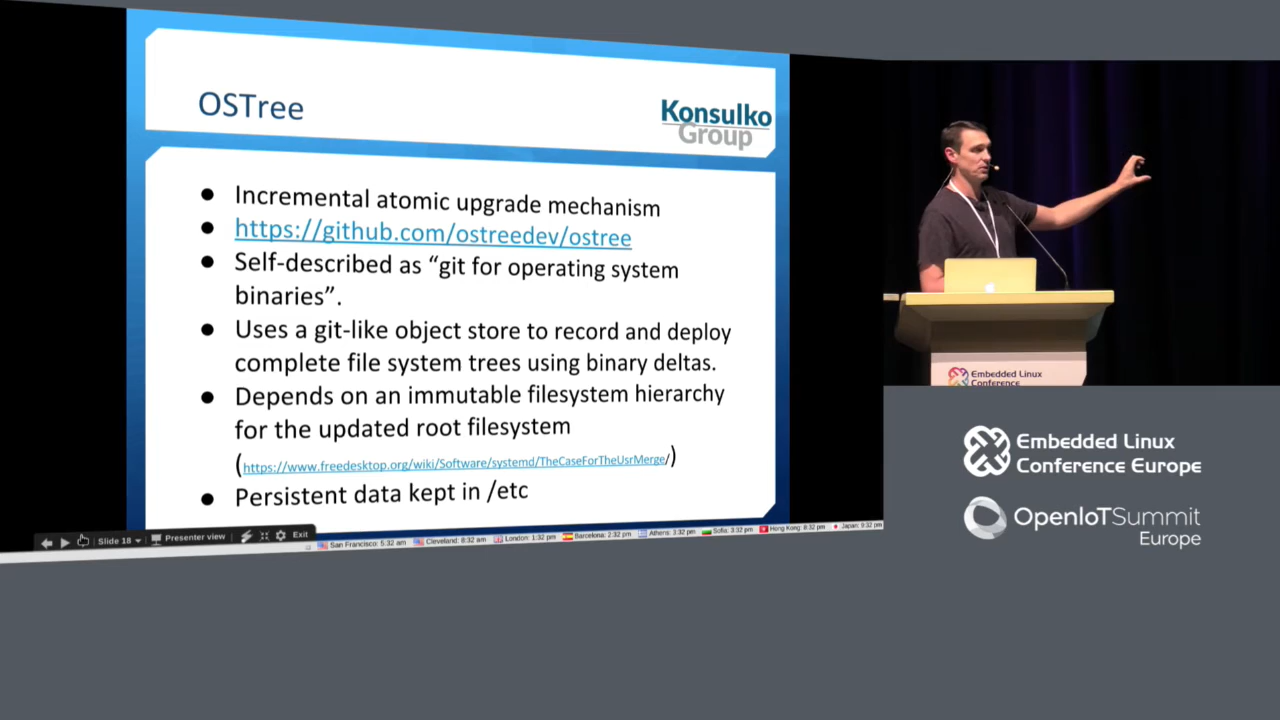 OSTree
Konsulko
Group
● Incremental atomic upgrade mechanism
● https://github.com/ostreedev/ostree
● Self-described as “git for operating system
binaries”.
● Uses a git-like object store to record and deploy
complete file system trees using binary deltas.
● Depends on an immutable filesystem hierarchy
for the updated root filesystem
(https://www.freedesktop.org/wiki/Software/systemd/TheCaseForTheUsrMerge/)
● Persistent data kept in /etc
Slide 18 Presenter view Exit
San Francisco: 5:32 am Cleveland: 8:32 am London: 1:32 pm Barcelona: 2:32 pm Athens: 3:32 pm Sofia: 3:32 pm Hong Kong: 8:32 pm Japan: 9:32 pm
Embedded Linux
Conference
Embedded Linux
Conference Europe
OpenIoTSummit
Europe